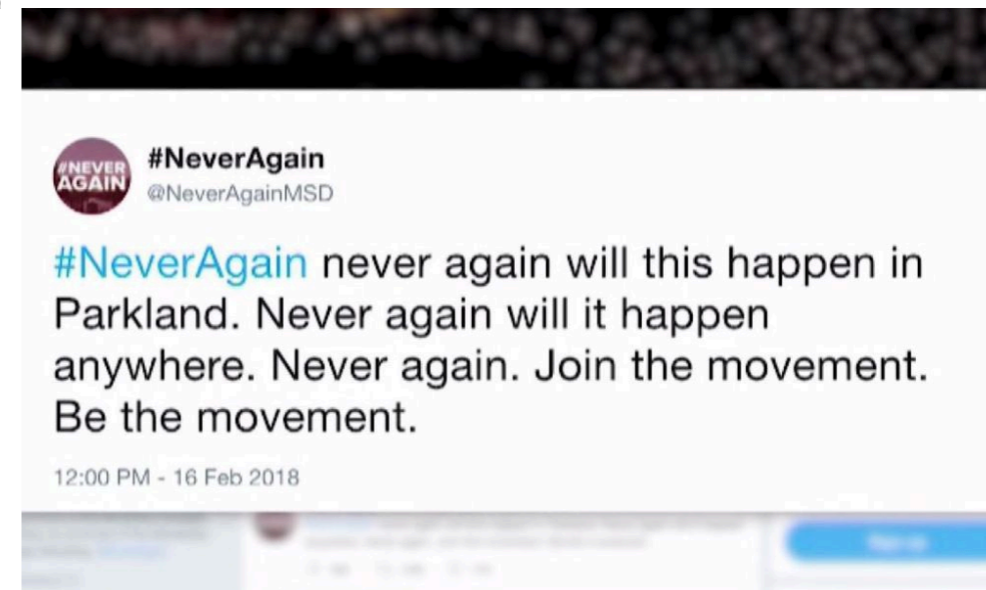 #NEVER
AGAIN
#NeverAgain
@NeverAgainMSD
#NeverAgain never again will this happen in
Parkland. Never again will it happen
anywhere. Never again. Join the movement.
Be the movement.
12:00 PM - 16 Feb 2018